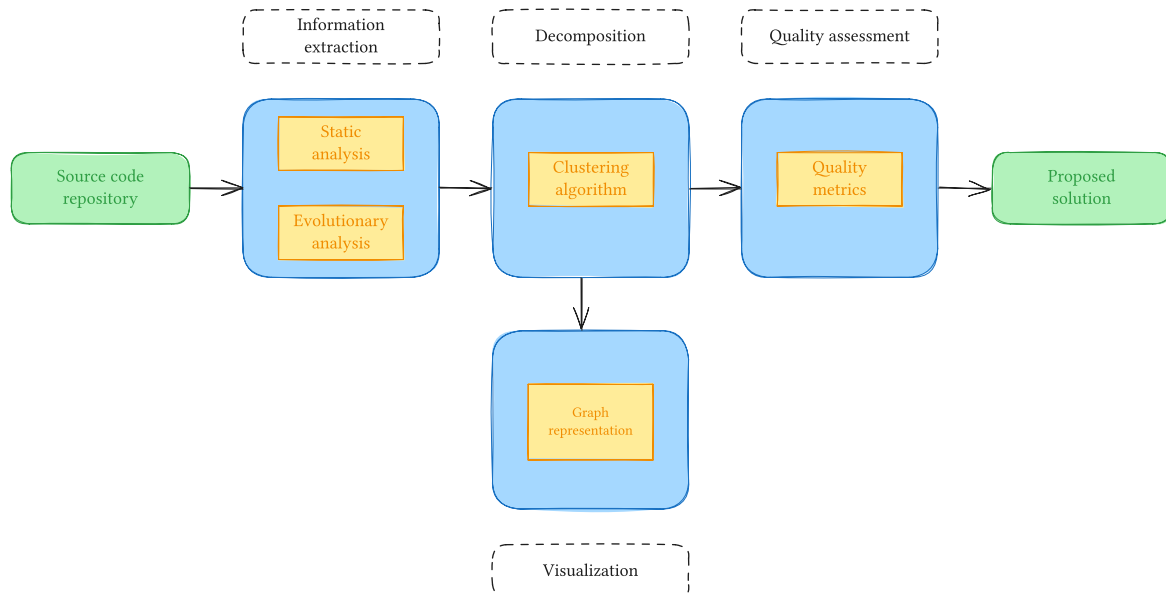 Information
extraction
Decomposition
Quality assessment
Static
analysis
Source code
repository
Clustering
algorithm
Quality
metrics
Proposed
solution
Evolutionary
analysis
Graph
representation
Visualization